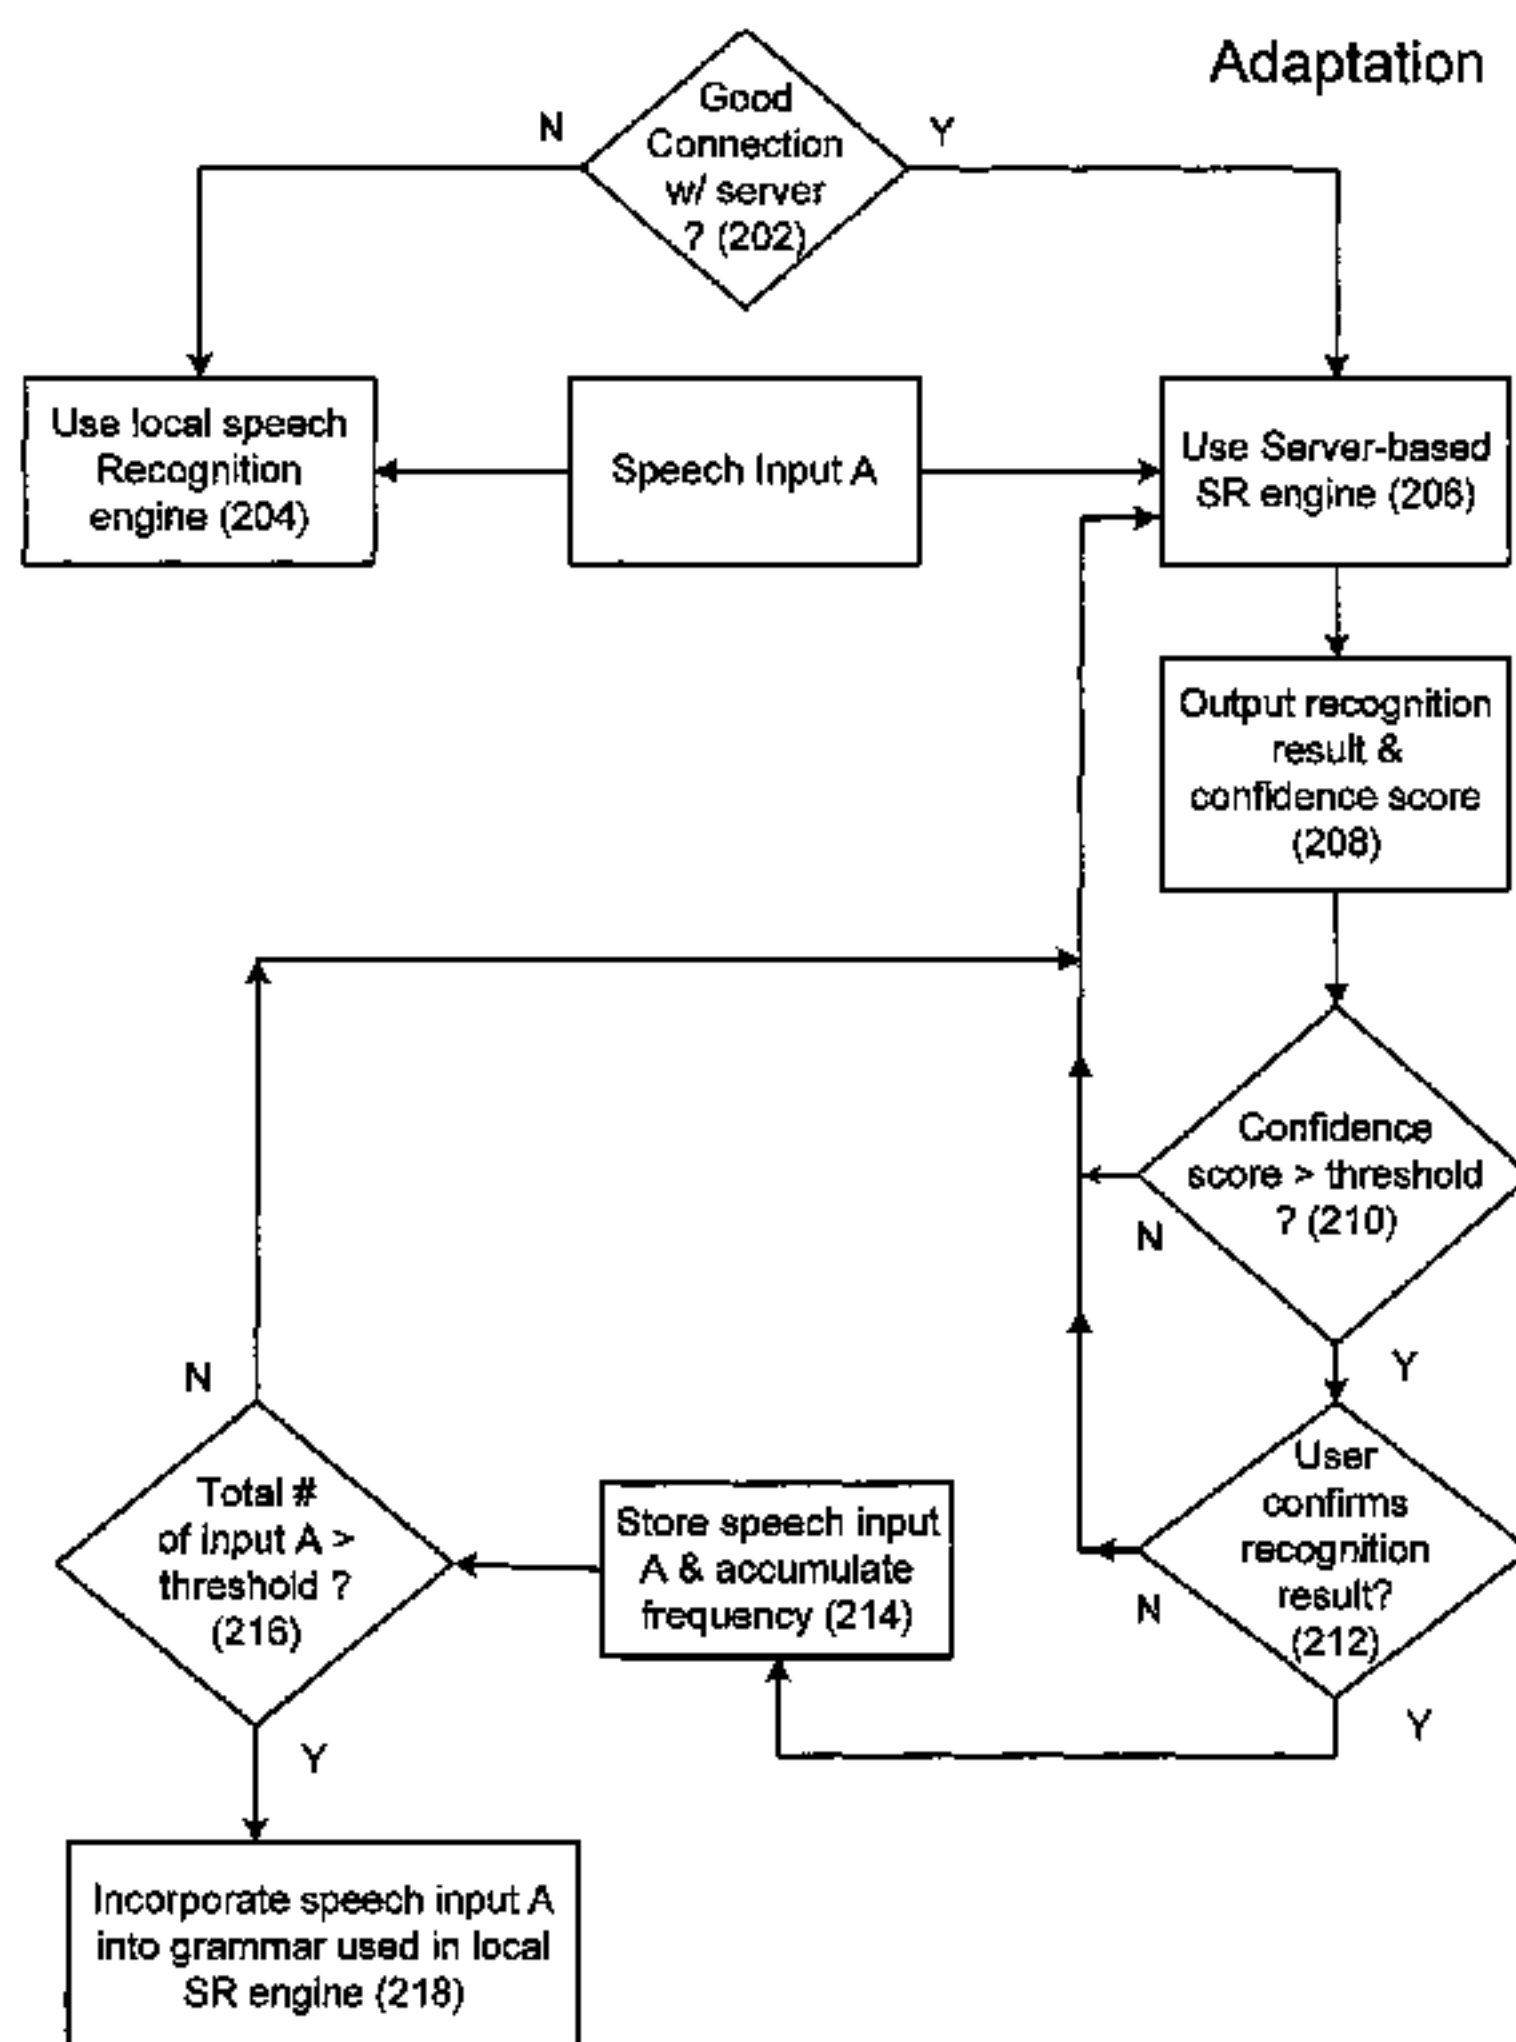 Adaptation
Good
Connection
w/ server
? (202)
N
Y
Use local speech
Recognition
engine (204)
Speech Input A
Use Server-based
SR engine (206)
Output recognition
result &
confidence score
(208)
Confidence
score > threshold
? (210)
N
Y
User
confirms
recognition
result?
(212)
N
Y
Store speech input
A & accumulate
frequency (214)
N
Total #
of input A >
threshold ?
(216)
Y
Incorporate speech input A
into grammar used in local
SR engine (218)